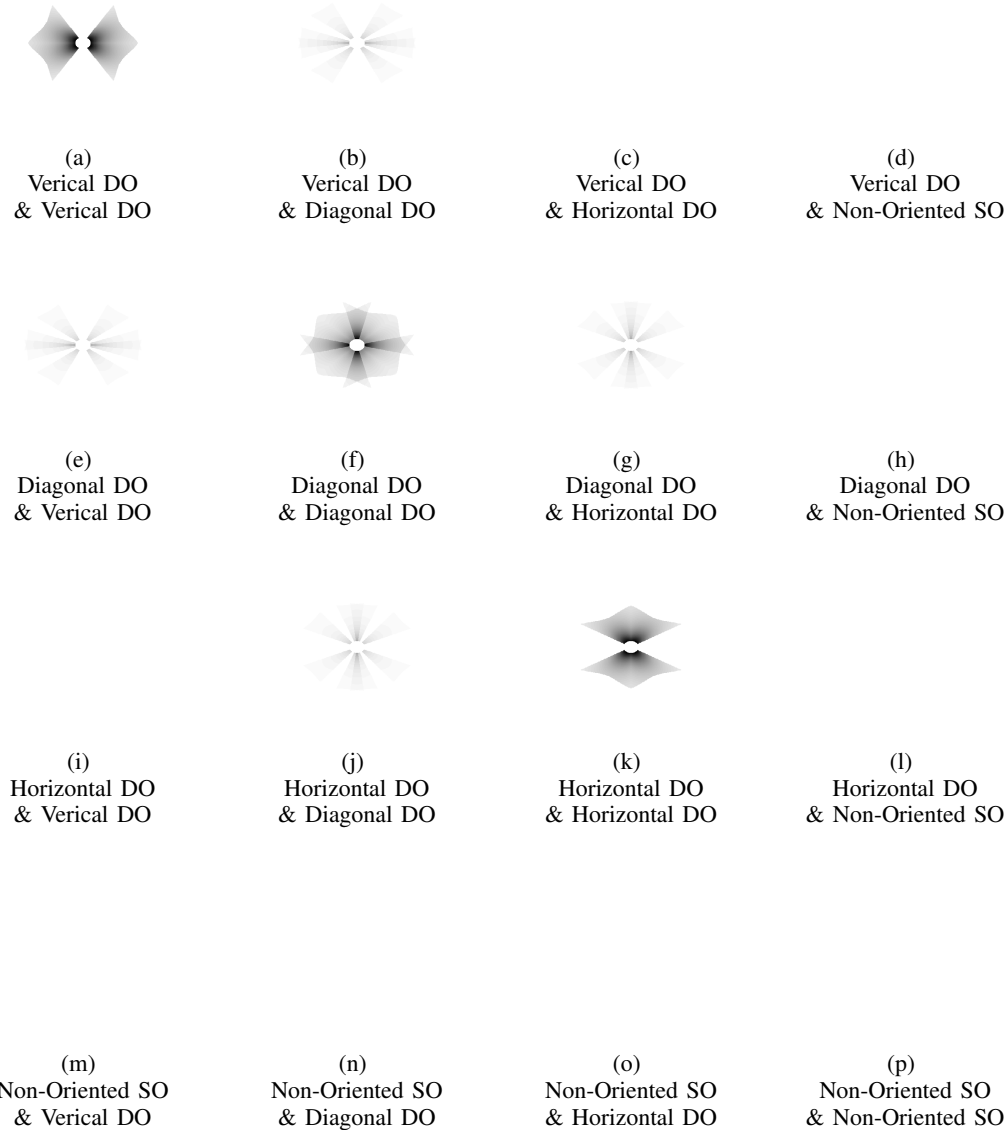 (a)
Verical DO
& Verical DO
(b)
Verical DO
& Diagonal DO
(c)
Verical DO
& Horizontal DO
(d)
Verical DO
& Non-Oriented SO
(e)
Diagonal DO
& Verical DO
(f)
Diagonal DO
& Diagonal DO
(g)
Diagonal DO
& Horizontal DO
(h)
Diagonal DO
& Non-Oriented SO
(i)
Horizontal DO
& Verical DO
(j)
Horizontal DO
& Diagonal DO
(k)
Horizontal DO
& Horizontal DO
(l)
Horizontal DO
& Non-Oriented SO
(m)
Non-Oriented SO
& Verical DO
(n)
Non-Oriented SO
& Diagonal DO
(o)
Non-Oriented SO
& Horizontal DO
(p)
Non-Oriented SO
& Non-Oriented SO